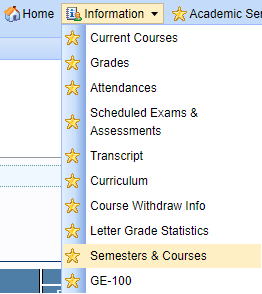 Home Information Academic Ser
Current Courses
Grades
Attendances
Scheduled Exams &
Assessments
Transcript
Curriculum
Course Withdraw Info
Letter Grade Statistics
Semesters & Courses
GE-100